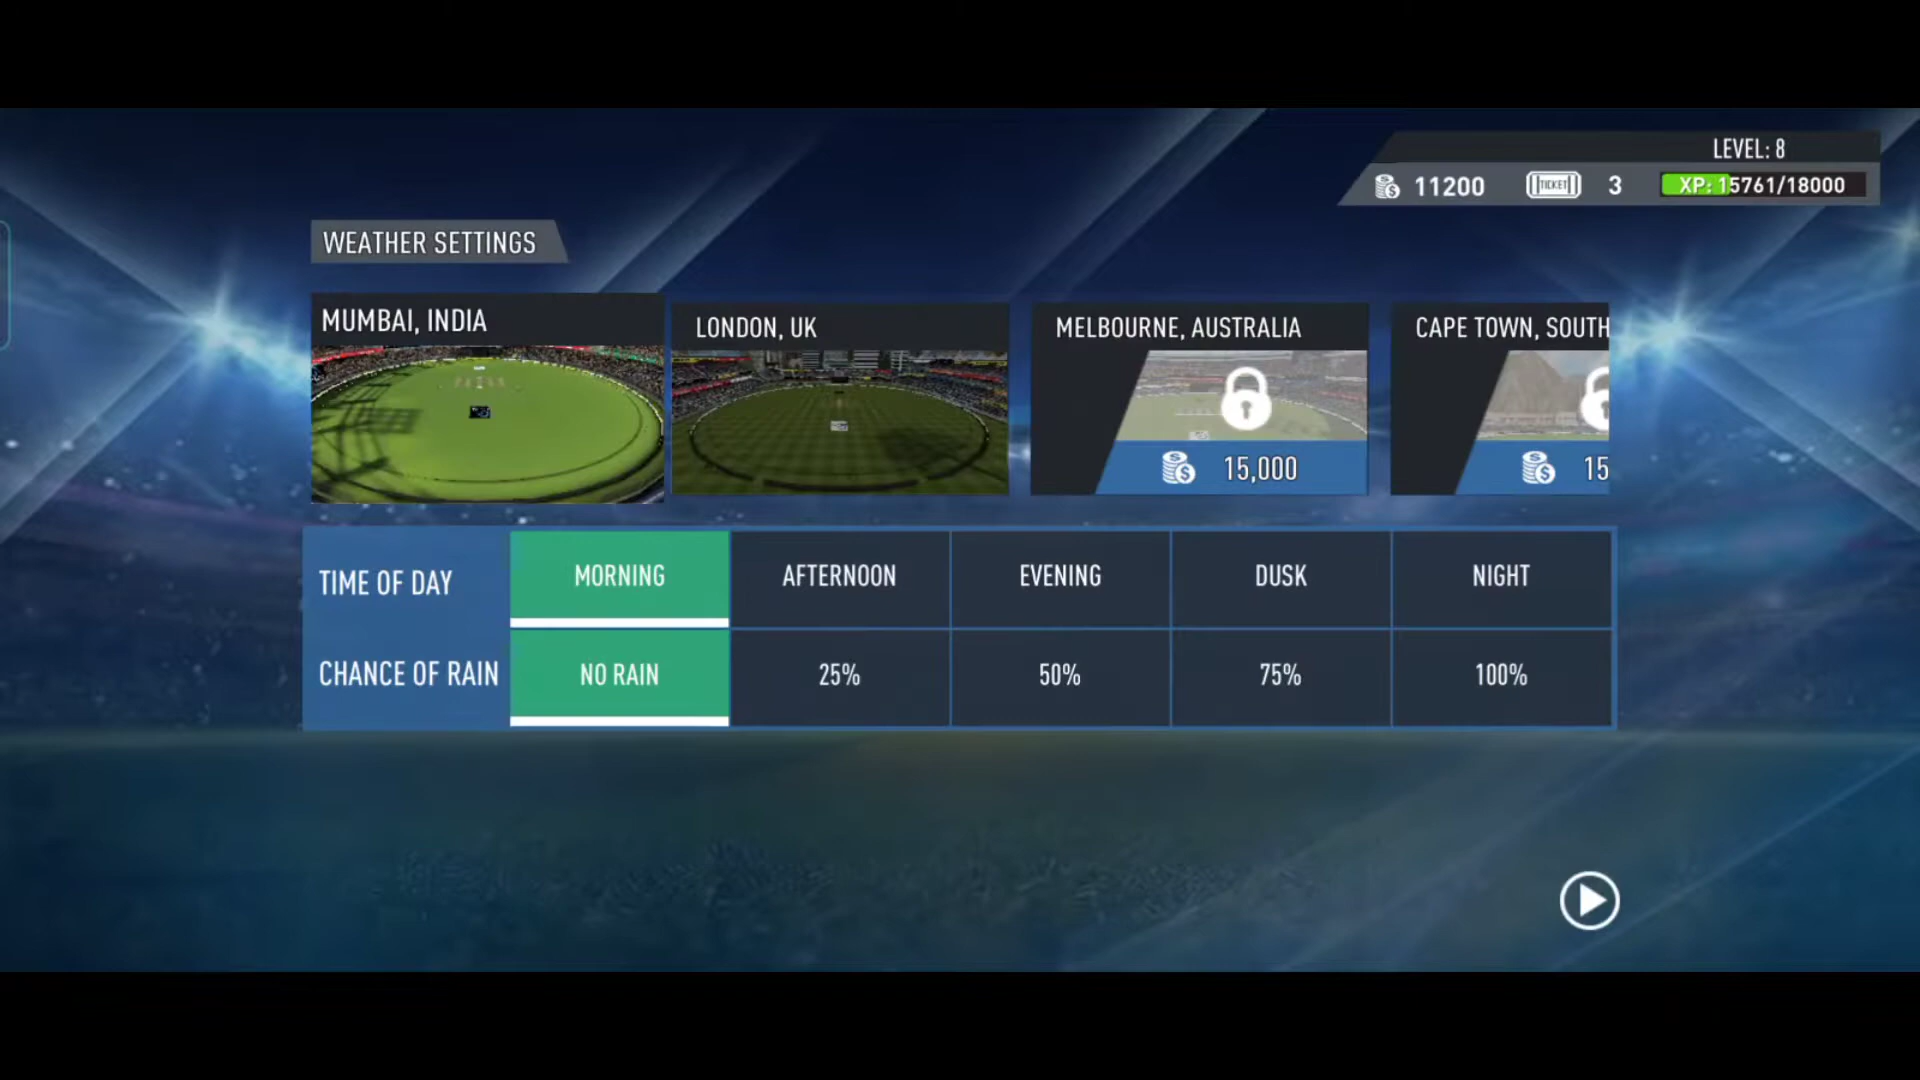 LEVEL: 8
11200 TICKET 3 XP: 15761/18000
WEATHER SETTINGS
MUMBAI, INDIA
LONDON, UK
MELBOURNE, AUSTRALIA
CAPE TOWN, SOUTH
15,000
15
TIME OF DAY MORNING AFTERNOON EVENING DUSK NIGHT
CHANCE OF RAIN NO RAIN 25% 50% 75% 100%